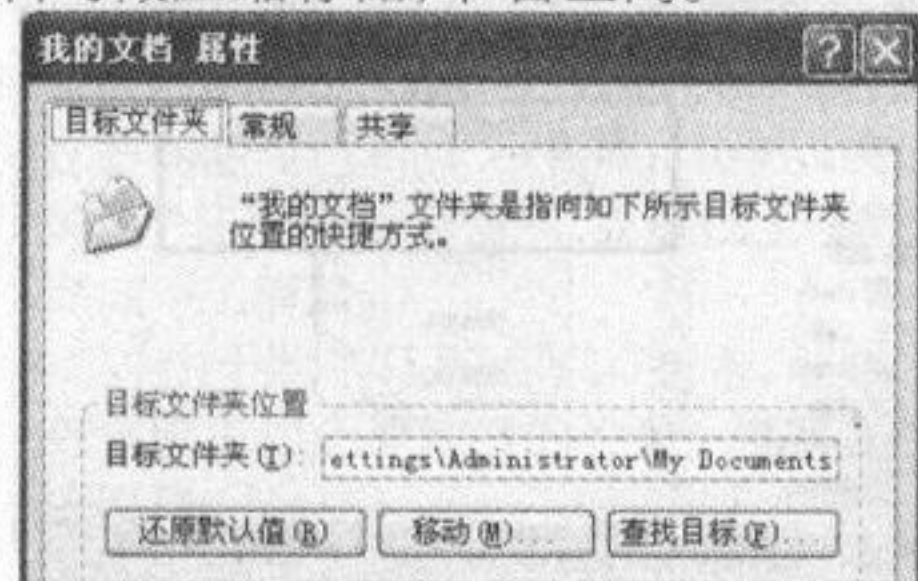 我的文档 属性
目标文件夹 常规 共享
“我的文档”文件夹是指向如下所示目标文件夹
位置的快捷方式。
目标文件夹位置
目标文件夹(T): ettings\Administrator\My Documents
还原默认值(R) 移动(M)... 查找目标(F)...